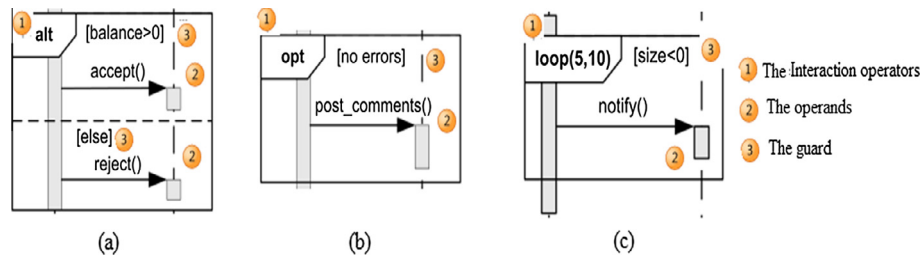 1
alt
[balance>0]
3
accept()
2
[else]
3
reject()
2
(a)
1
opt
[no errors]
3
post_comments()
2
(b)
1
loop(5,10)
[size<0]
3
notify()
2
(c)
1 The Interaction operators
2 The operands
3 The guard